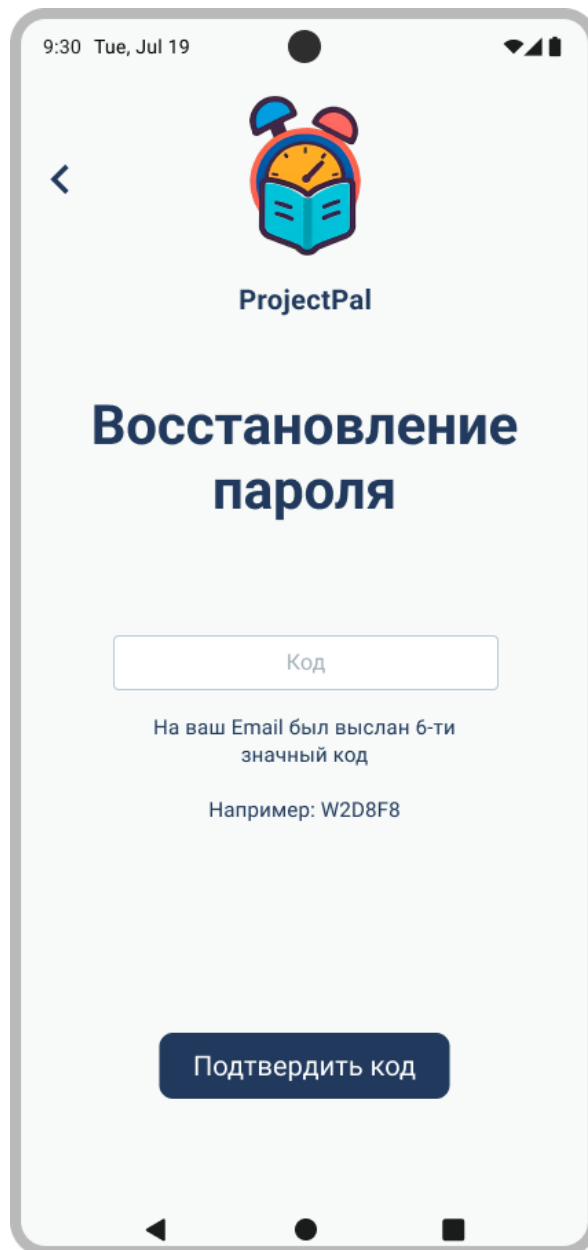 9:30 Tue, Jul 19
ProjectPal
Восстановление
пароля
Код
На ваш Email был выслан 6-ти
значный код
Например: W2D8F8
Подтвердить код